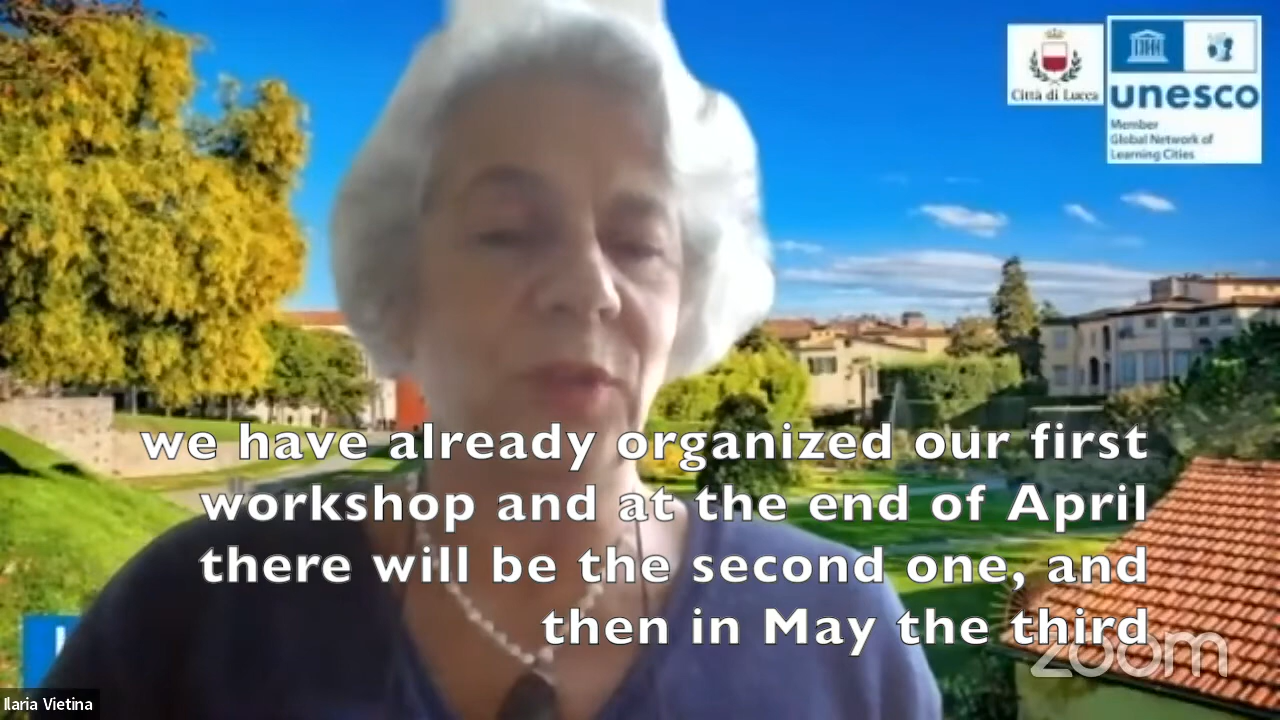 Città di Lucca
unesco
Member
Global Network of
Learning Cities
we have already organized our first
workshop and at the end of April
there will be the second one, and
then in May the third
zoom
Ilaria Vietina